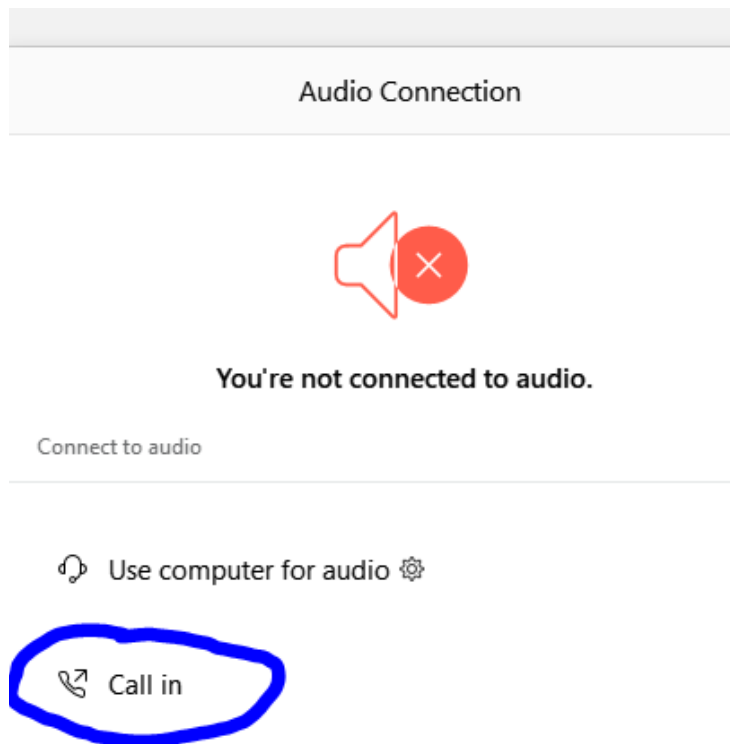 Audio Connection
You're not connected to audio.
Connect to audio
Use computer for audio
Call in